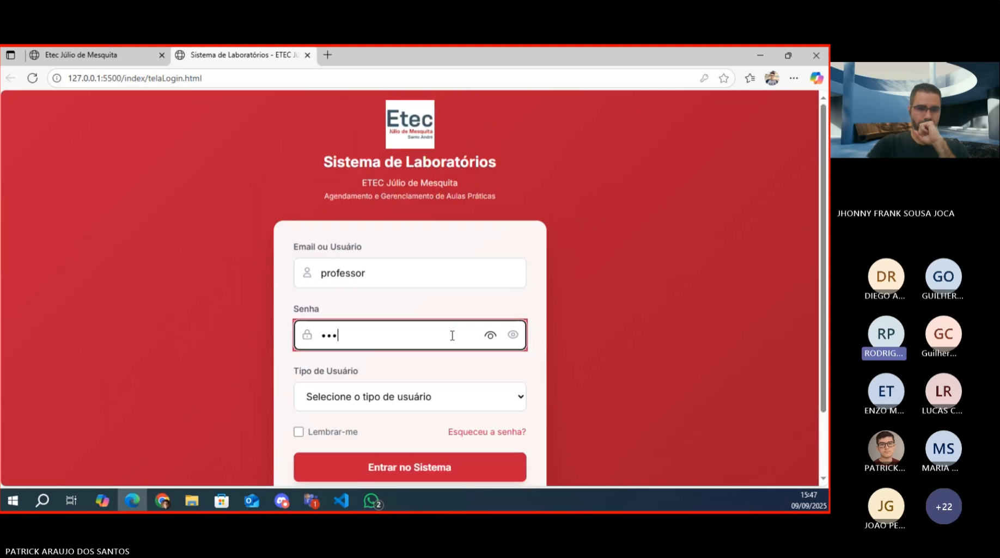 Etec Júlio de Mesquita
Sistema de Laboratórios - ETEC Jú
127.0.0.1:5500/index/telaLogin.html
Etec
Júlio de Mesquita
Santo André
Sistema de Laboratórios
ETEC Júlio de Mesquita
Agendamento e Gerenciamento de Aulas Práticas
Email ou Usuário
professor
Senha
•••
Tipo de Usuário
Selecione o tipo de usuário
Lembrar-me
Esqueceu a senha?
Entrar no Sistema
1
2
15:47
09/09/2025
PATRICK ARAUJO DOS SANTOS
JHONNY FRANK SOUSA JOCA
DR
DIEGO A...
GO
GUILHER...
RP
RODRIG...
GC
Guilher...
ET
ENZO M...
LR
LUCAS C...
PATRICK...
MS
MARIA ...
JG
JOAO PE...
+22